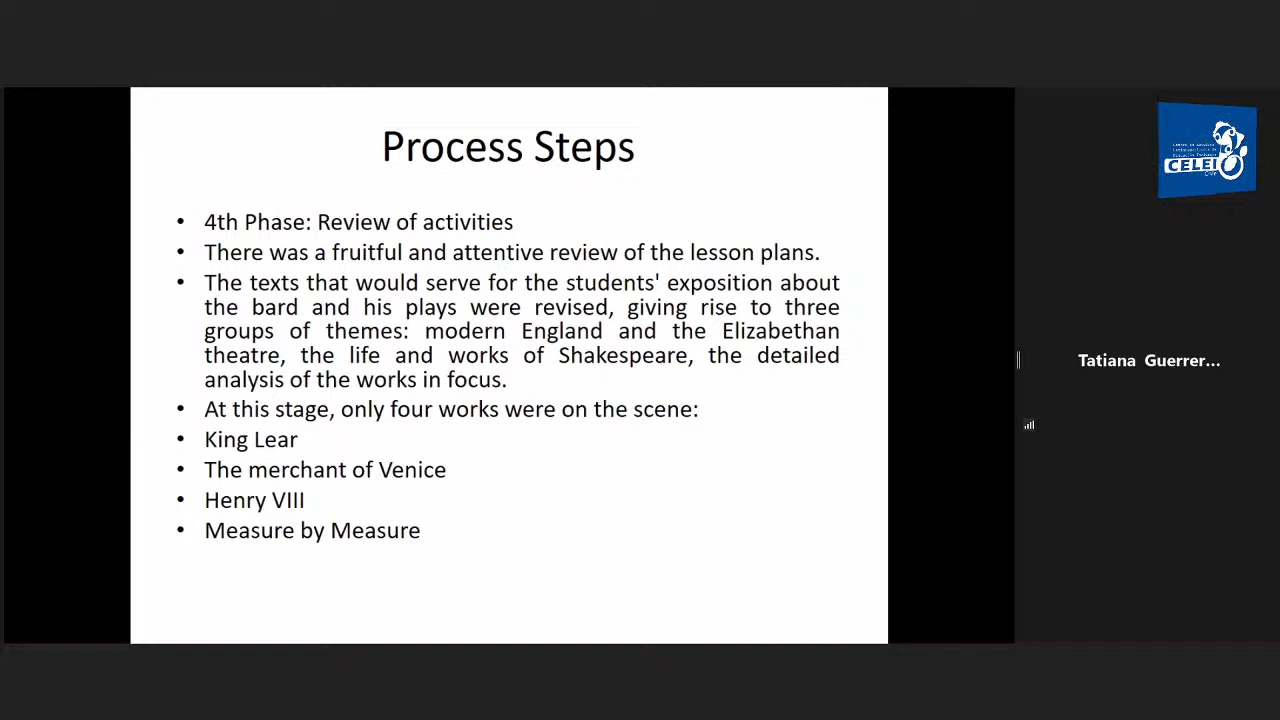 Process Steps
• 4th Phase: Review of activities
• There was a fruitful and attentive review of the lesson plans.
• The texts that would serve for the students' exposition about
the bard and his plays were revised, giving rise to three
groups of themes: modern England and the Elizabethan
theatre, the life and works of Shakespeare, the detailed
analysis of the works in focus.
• At this stage, only four works were on the scene:
• King Lear
• The merchant of Venice
• Henry VIII
• Measure by Measure
CELEI
Tatiana Guerrer...